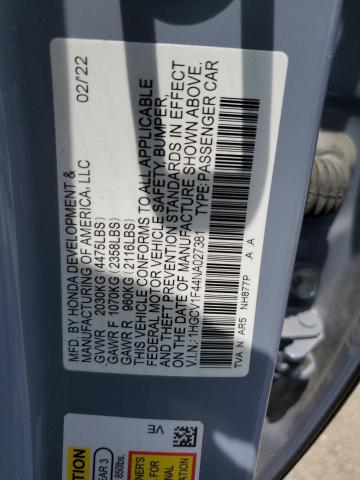 MFD. BY HONDA DEVELOPMENT &
MANUFACTURING OF AMERICA, LLC 02/22
GVWR 2030KG (4475LBS)
GAWR F 1070KG (2358LBS)
GAWR R 960KG (2116LBS)
THIS VEHICLE CONFORMS TO ALL APPLICABLE
FEDERAL MOTOR VEHICLE SAFETY, BUMPER,
AND THEFT PREVENTION STANDARDS IN EFFECT
ON THE DATE OF MANUFACTURE SHOWN ABOVE.
V.I.N.: 1HGCV1F44NA027381 TYPE: PASSENGER CAR
TVA N AR5 NH877P A A
VE
850lbs.